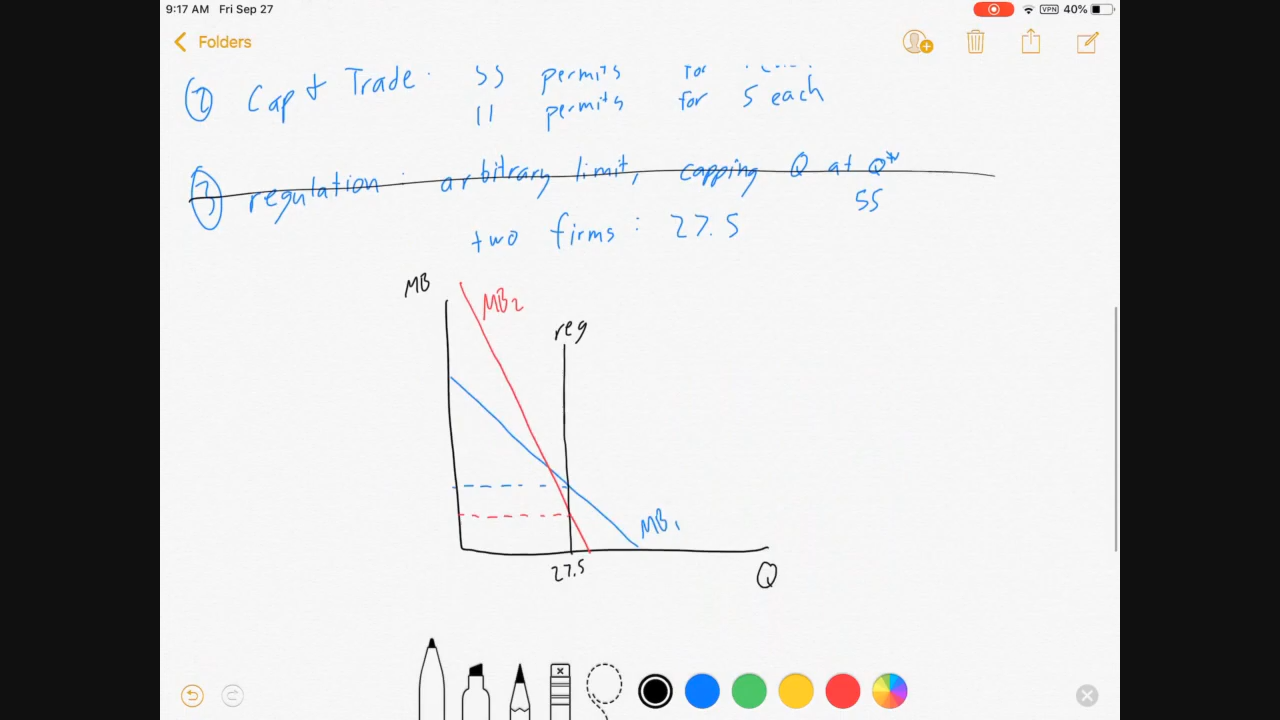 9:17 AM Fri Sep 27
VPN 40%
Folders
② Cap & Trade: 55 permits for
11 permits for 5 each
③ regulation: arbitrary limit, capping Q at Q*
55
two firms: 27.5
MB
MB₂
reg
MB₁
27.5
Q